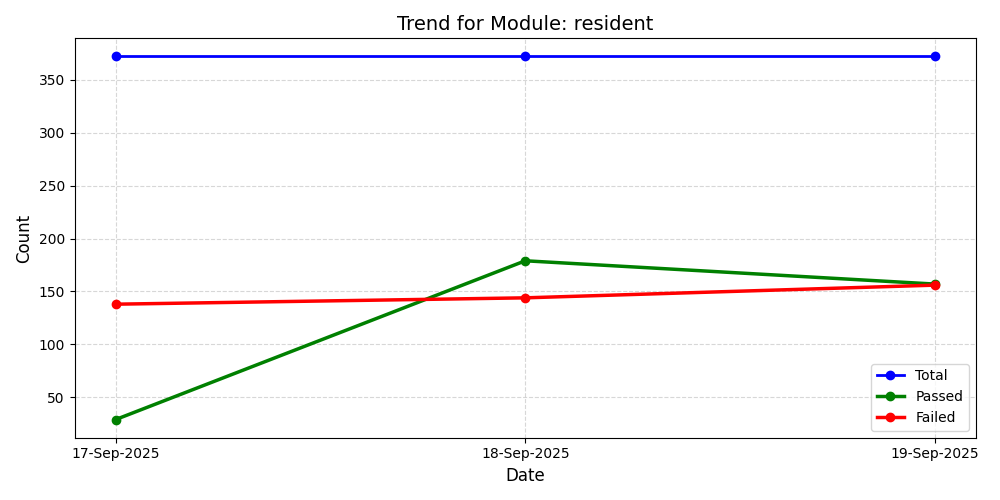 Trend for Module: resident
Count
350
300
250
200
150
100
50
Total
Passed
Failed
17-Sep-2025
18-Sep-2025
19-Sep-2025
Date